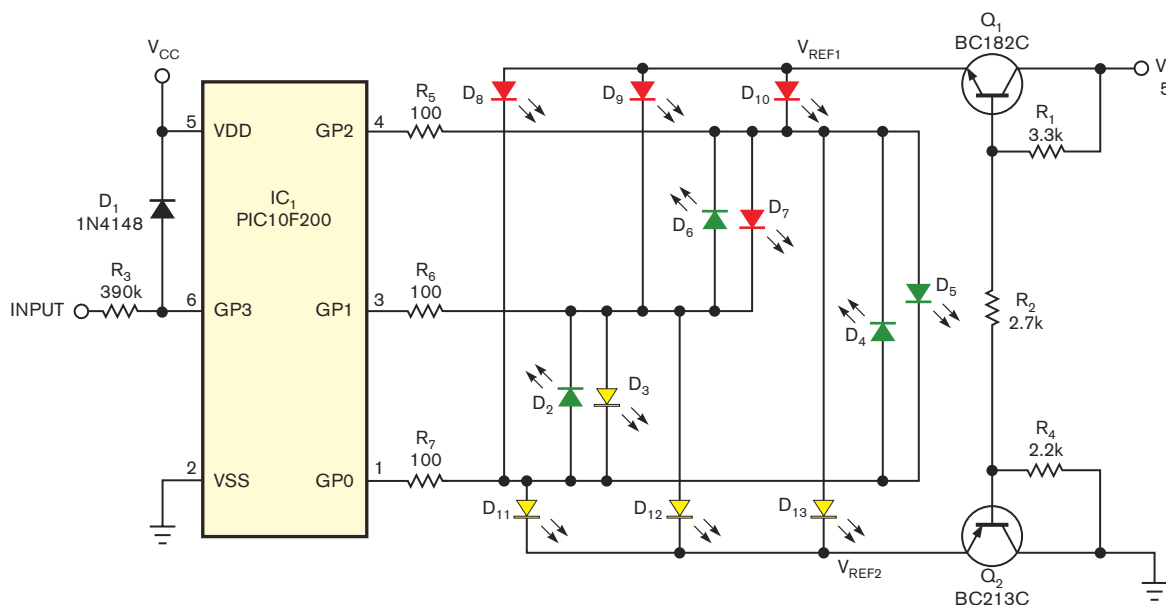 Q1
BC182C
VCC
VREF1
V
5
R5
100
D8
D9
D10
R1
3.3k
5
VDD
GP2
4
D1
1N4148
IC1
PIC10F200
D6
D7
R3
390k
R6
100
D5
INPUT
6
GP3
GP1
3
R2
2.7k
D4
D3
D2
R7
100
R4
2.2k
2
VSS
GP0
1
D11
D12
D13
VREF2
Q2
BC213C